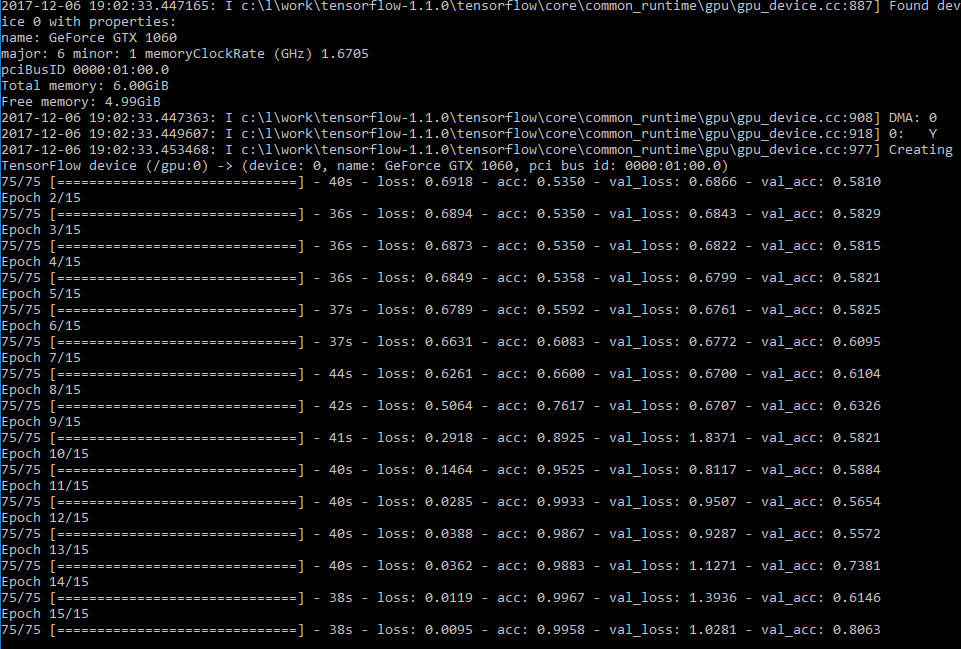 2017-12-06 19:02:33.447165: I c:\l\work\tensorflow-1.1.0\tensorflow\core\common_runtime\gpu\gpu_device.cc:887] Found dev
ice 0 with properties:
name: GeForce GTX 1060
major: 6 minor: 1 memoryClockRate (GHz) 1.6705
pciBusID 0000:01:00.0
Total memory: 6.00GiB
Free memory: 4.99GiB
2017-12-06 19:02:33.447363: I c:\l\work\tensorflow-1.1.0\tensorflow\core\common_runtime\gpu\gpu_device.cc:908] DMA: 0
2017-12-06 19:02:33.449607: I c:\l\work\tensorflow-1.1.0\tensorflow\core\common_runtime\gpu\gpu_device.cc:918] 0:   Y
2017-12-06 19:02:33.453468: I c:\l\work\tensorflow-1.1.0\tensorflow\core\common_runtime\gpu\gpu_device.cc:977] Creating
TensorFlow device (/gpu:0) -> (device: 0, name: GeForce GTX 1060, pci bus id: 0000:01:00.0)
75/75 [==============================] - 40s - loss: 0.6918 - acc: 0.5350 - val_loss: 0.6866 - val_acc: 0.5810
Epoch 2/15
75/75 [==============================] - 36s - loss: 0.6894 - acc: 0.5350 - val_loss: 0.6843 - val_acc: 0.5829
Epoch 3/15
75/75 [==============================] - 36s - loss: 0.6873 - acc: 0.5350 - val_loss: 0.6822 - val_acc: 0.5815
Epoch 4/15
75/75 [==============================] - 36s - loss: 0.6849 - acc: 0.5358 - val_loss: 0.6799 - val_acc: 0.5821
Epoch 5/15
75/75 [==============================] - 37s - loss: 0.6789 - acc: 0.5592 - val_loss: 0.6761 - val_acc: 0.5825
Epoch 6/15
75/75 [==============================] - 37s - loss: 0.6631 - acc: 0.6083 - val_loss: 0.6772 - val_acc: 0.6095
Epoch 7/15
75/75 [==============================] - 44s - loss: 0.6261 - acc: 0.6600 - val_loss: 0.6700 - val_acc: 0.6104
Epoch 8/15
75/75 [==============================] - 42s - loss: 0.5064 - acc: 0.7617 - val_loss: 0.6707 - val_acc: 0.6326
Epoch 9/15
75/75 [==============================] - 41s - loss: 0.2918 - acc: 0.8925 - val_loss: 1.8371 - val_acc: 0.5821
Epoch 10/15
75/75 [==============================] - 40s - loss: 0.1464 - acc: 0.9525 - val_loss: 0.8117 - val_acc: 0.5884
Epoch 11/15
75/75 [==============================] - 40s - loss: 0.0285 - acc: 0.9933 - val_loss: 0.9507 - val_acc: 0.5654
Epoch 12/15
75/75 [==============================] - 40s - loss: 0.0388 - acc: 0.9867 - val_loss: 0.9287 - val_acc: 0.5572
Epoch 13/15
75/75 [==============================] - 40s - loss: 0.0362 - acc: 0.9883 - val_loss: 1.1271 - val_acc: 0.7381
Epoch 14/15
75/75 [==============================] - 38s - loss: 0.0119 - acc: 0.9967 - val_loss: 1.3936 - val_acc: 0.6146
Epoch 15/15
75/75 [==============================] - 38s - loss: 0.0095 - acc: 0.9958 - val_loss: 1.0281 - val_acc: 0.8063